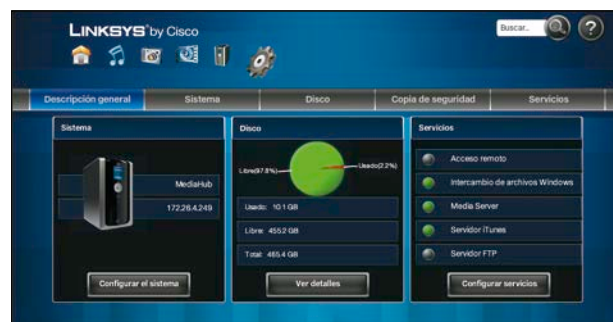 LINKSYS® by Cisco
Buscar...
?
Descripción general
Sistema
Disco
Copia de seguridad
Servicios
Sistema
MediaHub
172.26.4.249
Configurar el sistema
Disco
Libre(97.8%)
Usado(2.2%)
Usado: 10.1 GB
Libre: 455.2 GB
Total: 465.4 GB
Ver detalles
Servicios
Acceso remoto
Intercambio de archivos Windows
Media Server
Servidor iTunes
Servidor FTP
Configurar servicios